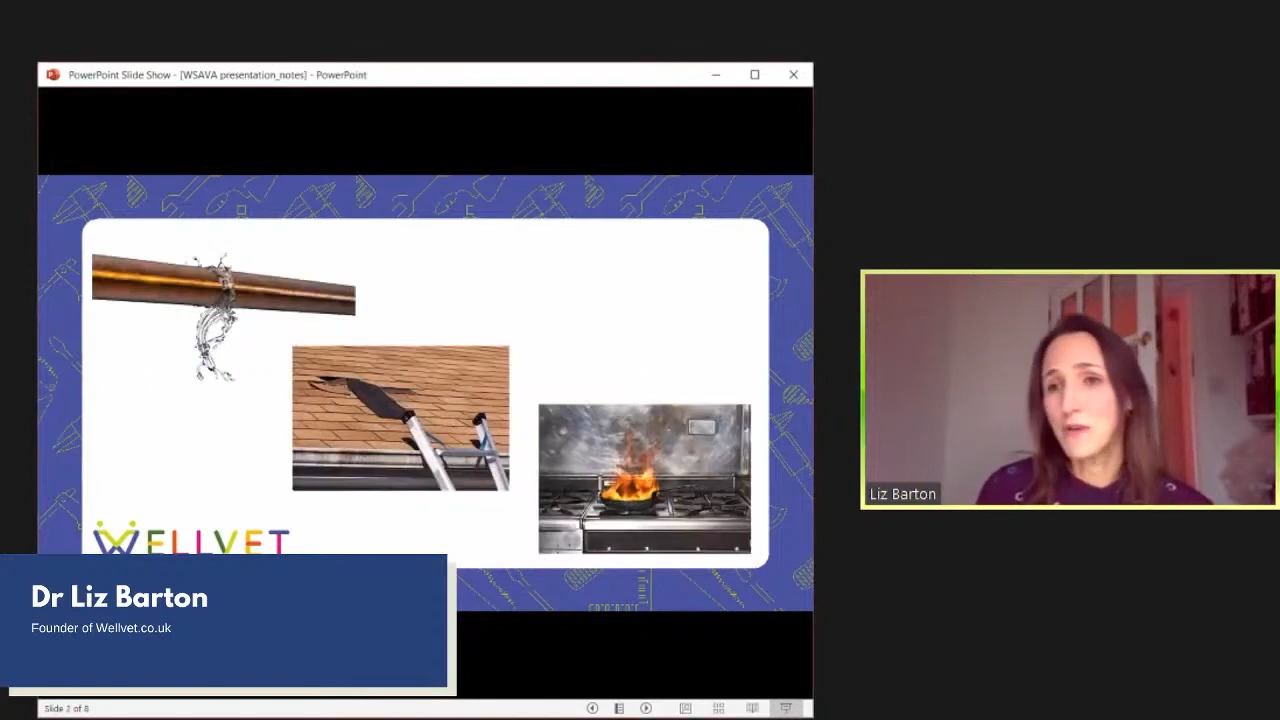 PowerPoint Slide Show - [WSAVA presentation_notes] - PowerPoint
WELLVET
Dr Liz Barton
Founder of Wellvet.co.uk
Liz Barton
Slide 2 of 8